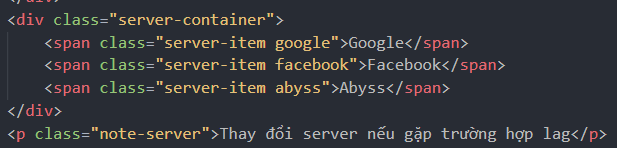 <div class="server-container">
<span class="server-item google">Google</span>
<span class="server-item facebook">Facebook</span>
<span class="server-item abyss">Abyss</span>
</div>
<p class="note-server">Thay đổi server nếu gặp trường hợp lag</p>